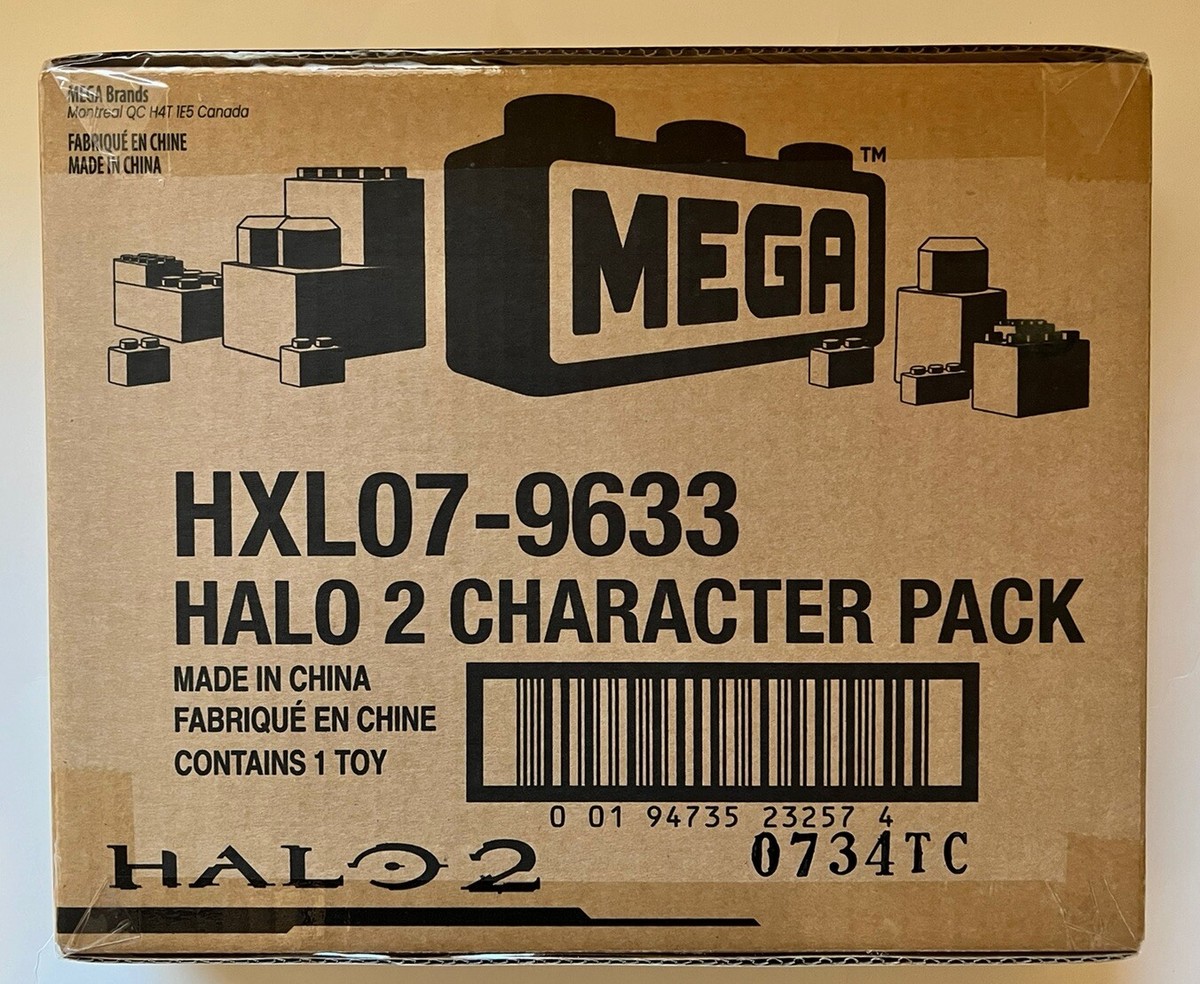 MEGA Brands
Montreal QC H4T 1E5 Canada
FABRIQUÉ EN CHINE
MADE IN CHINA
MEGA™
HXL07-9633
HALO 2 CHARACTER PACK
MADE IN CHINA
FABRIQUÉ EN CHINE
CONTAINS 1 TOY
0 01 94735 23257 4
0734TC
HALO 2